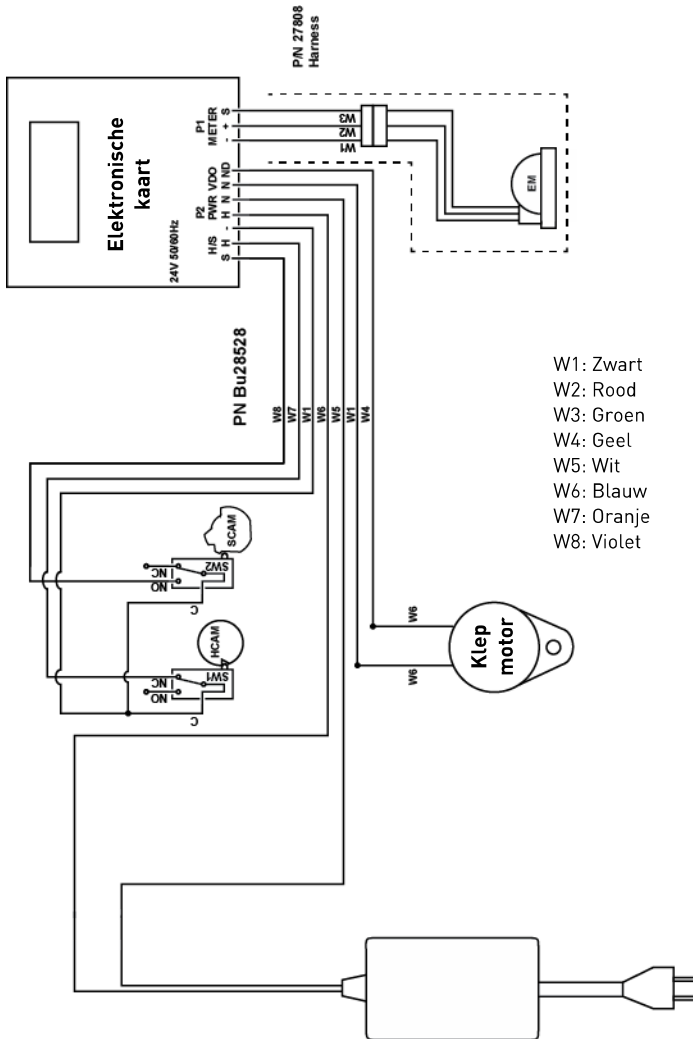 P/N 27808
Harness
Elektronische
kaart
24V 50/60Hz
P1
METER
- + S
P2
H/S PWR VDO
S H - H N N ND
W3
W2
W1
EM
PN Bu28528
W8
W7
W1
W6
W5
W1
W4
W1: Zwart
W2: Rood
W3: Groen
W4: Geel
W5: Wit
W6: Blauw
W7: Oranje
W8: Violet
SCAM
SW2
NC
NO
C
HCAM
SW1
NC
NO
C
W6
W6
Klep
motor